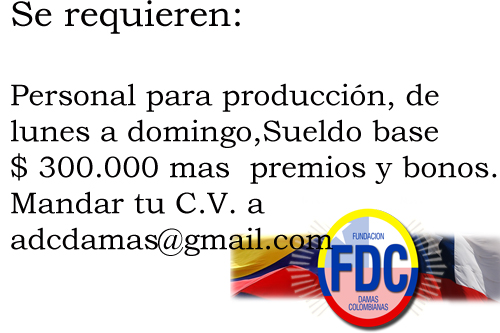 Se requieren:
Personal para producción, de
lunes a domingo,Sueldo base
$ 300.000 mas premios y bonos.
Mandar tu C.V. a
adcdamas@gmail.com
FUNDACION
FDC
DAMAS
COLOMBIANAS